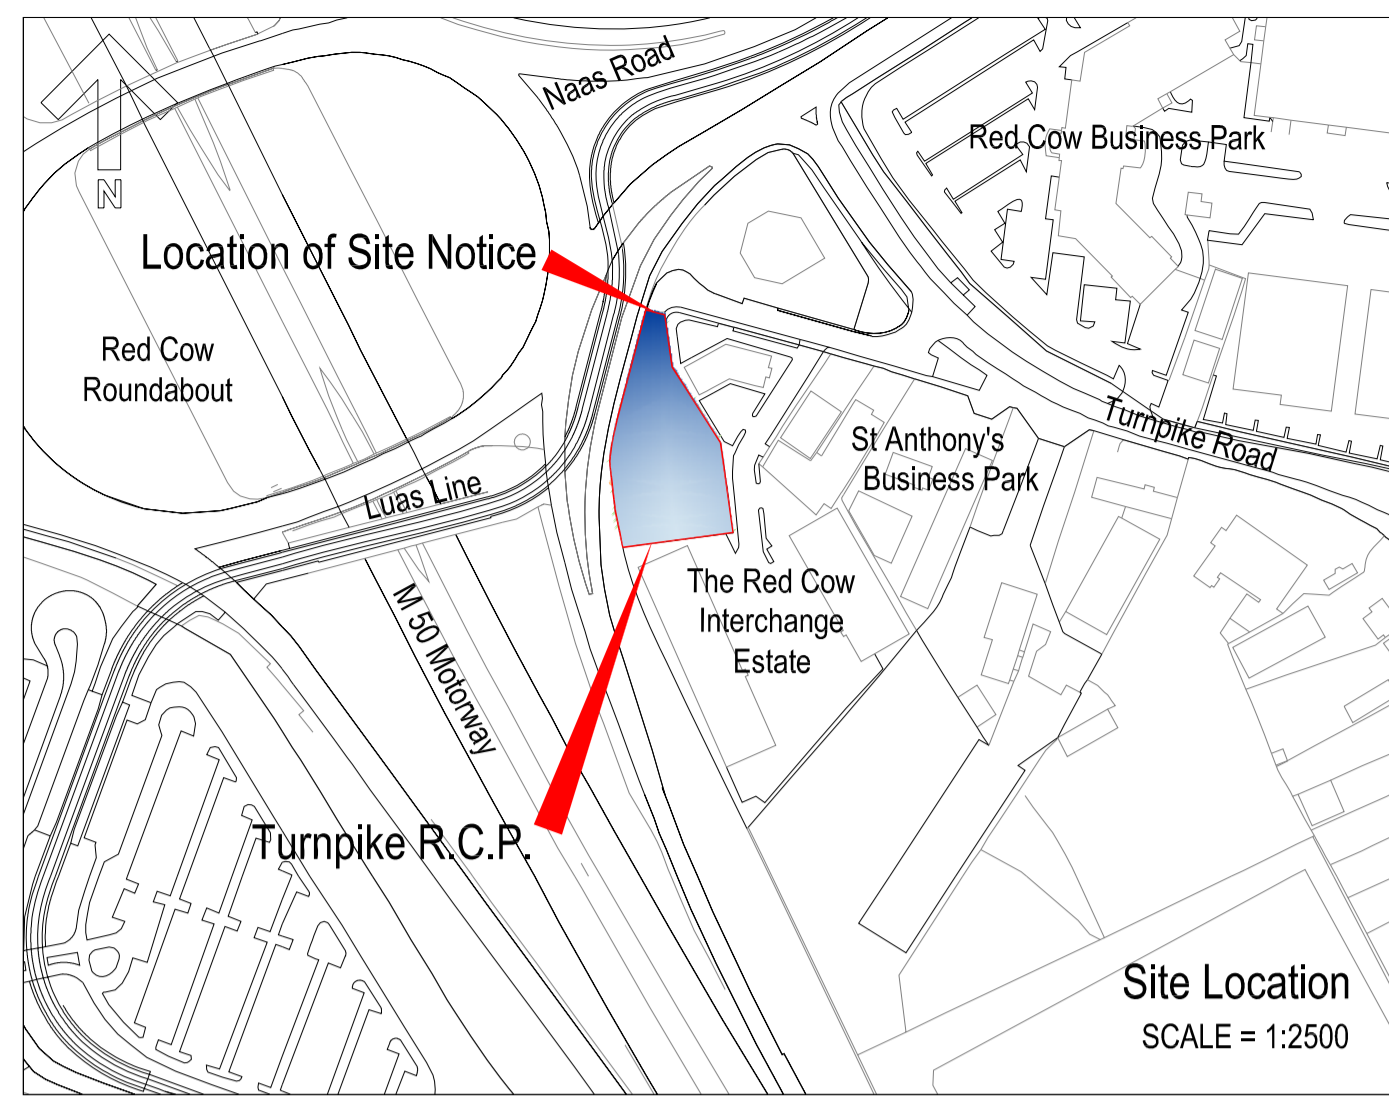 Naas Road
Red Cow Business Park
N
Location of Site Notice
Red Cow
Roundabout
Turnpike Road
St Anthony's
Business Park
Luas Line
The Red Cow
Interchange
Estate
M 50 Motorway
Turnpike R.C.P.
Site Location
SCALE = 1:2500